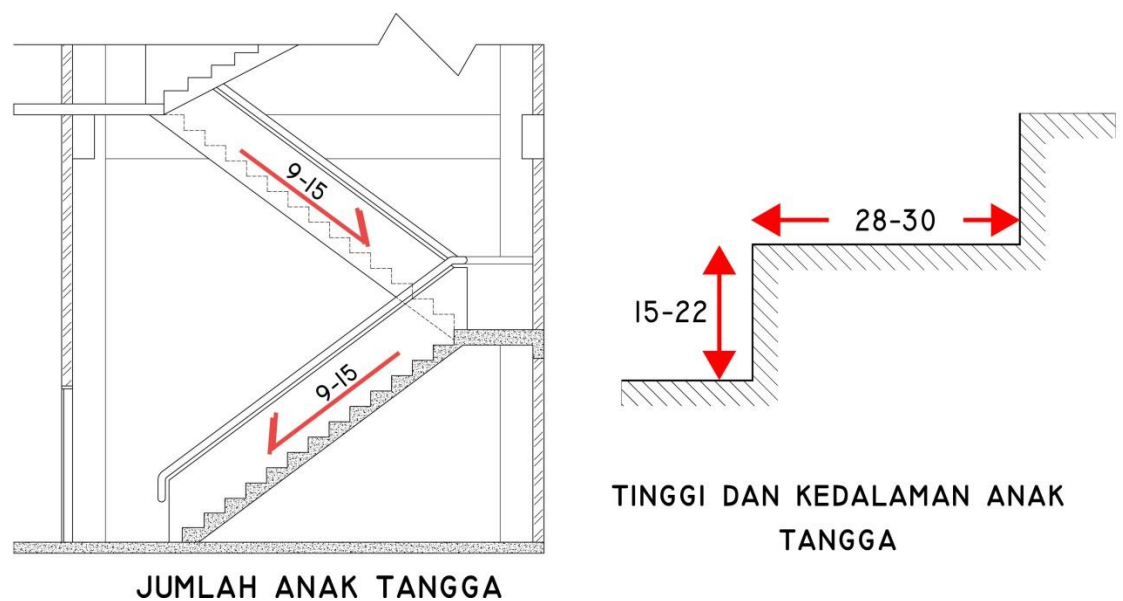 9-15
9-15
JUMLAH ANAK TANGGA
28-30
15-22
TINGGI DAN KEDALAMAN ANAK
TANGGA